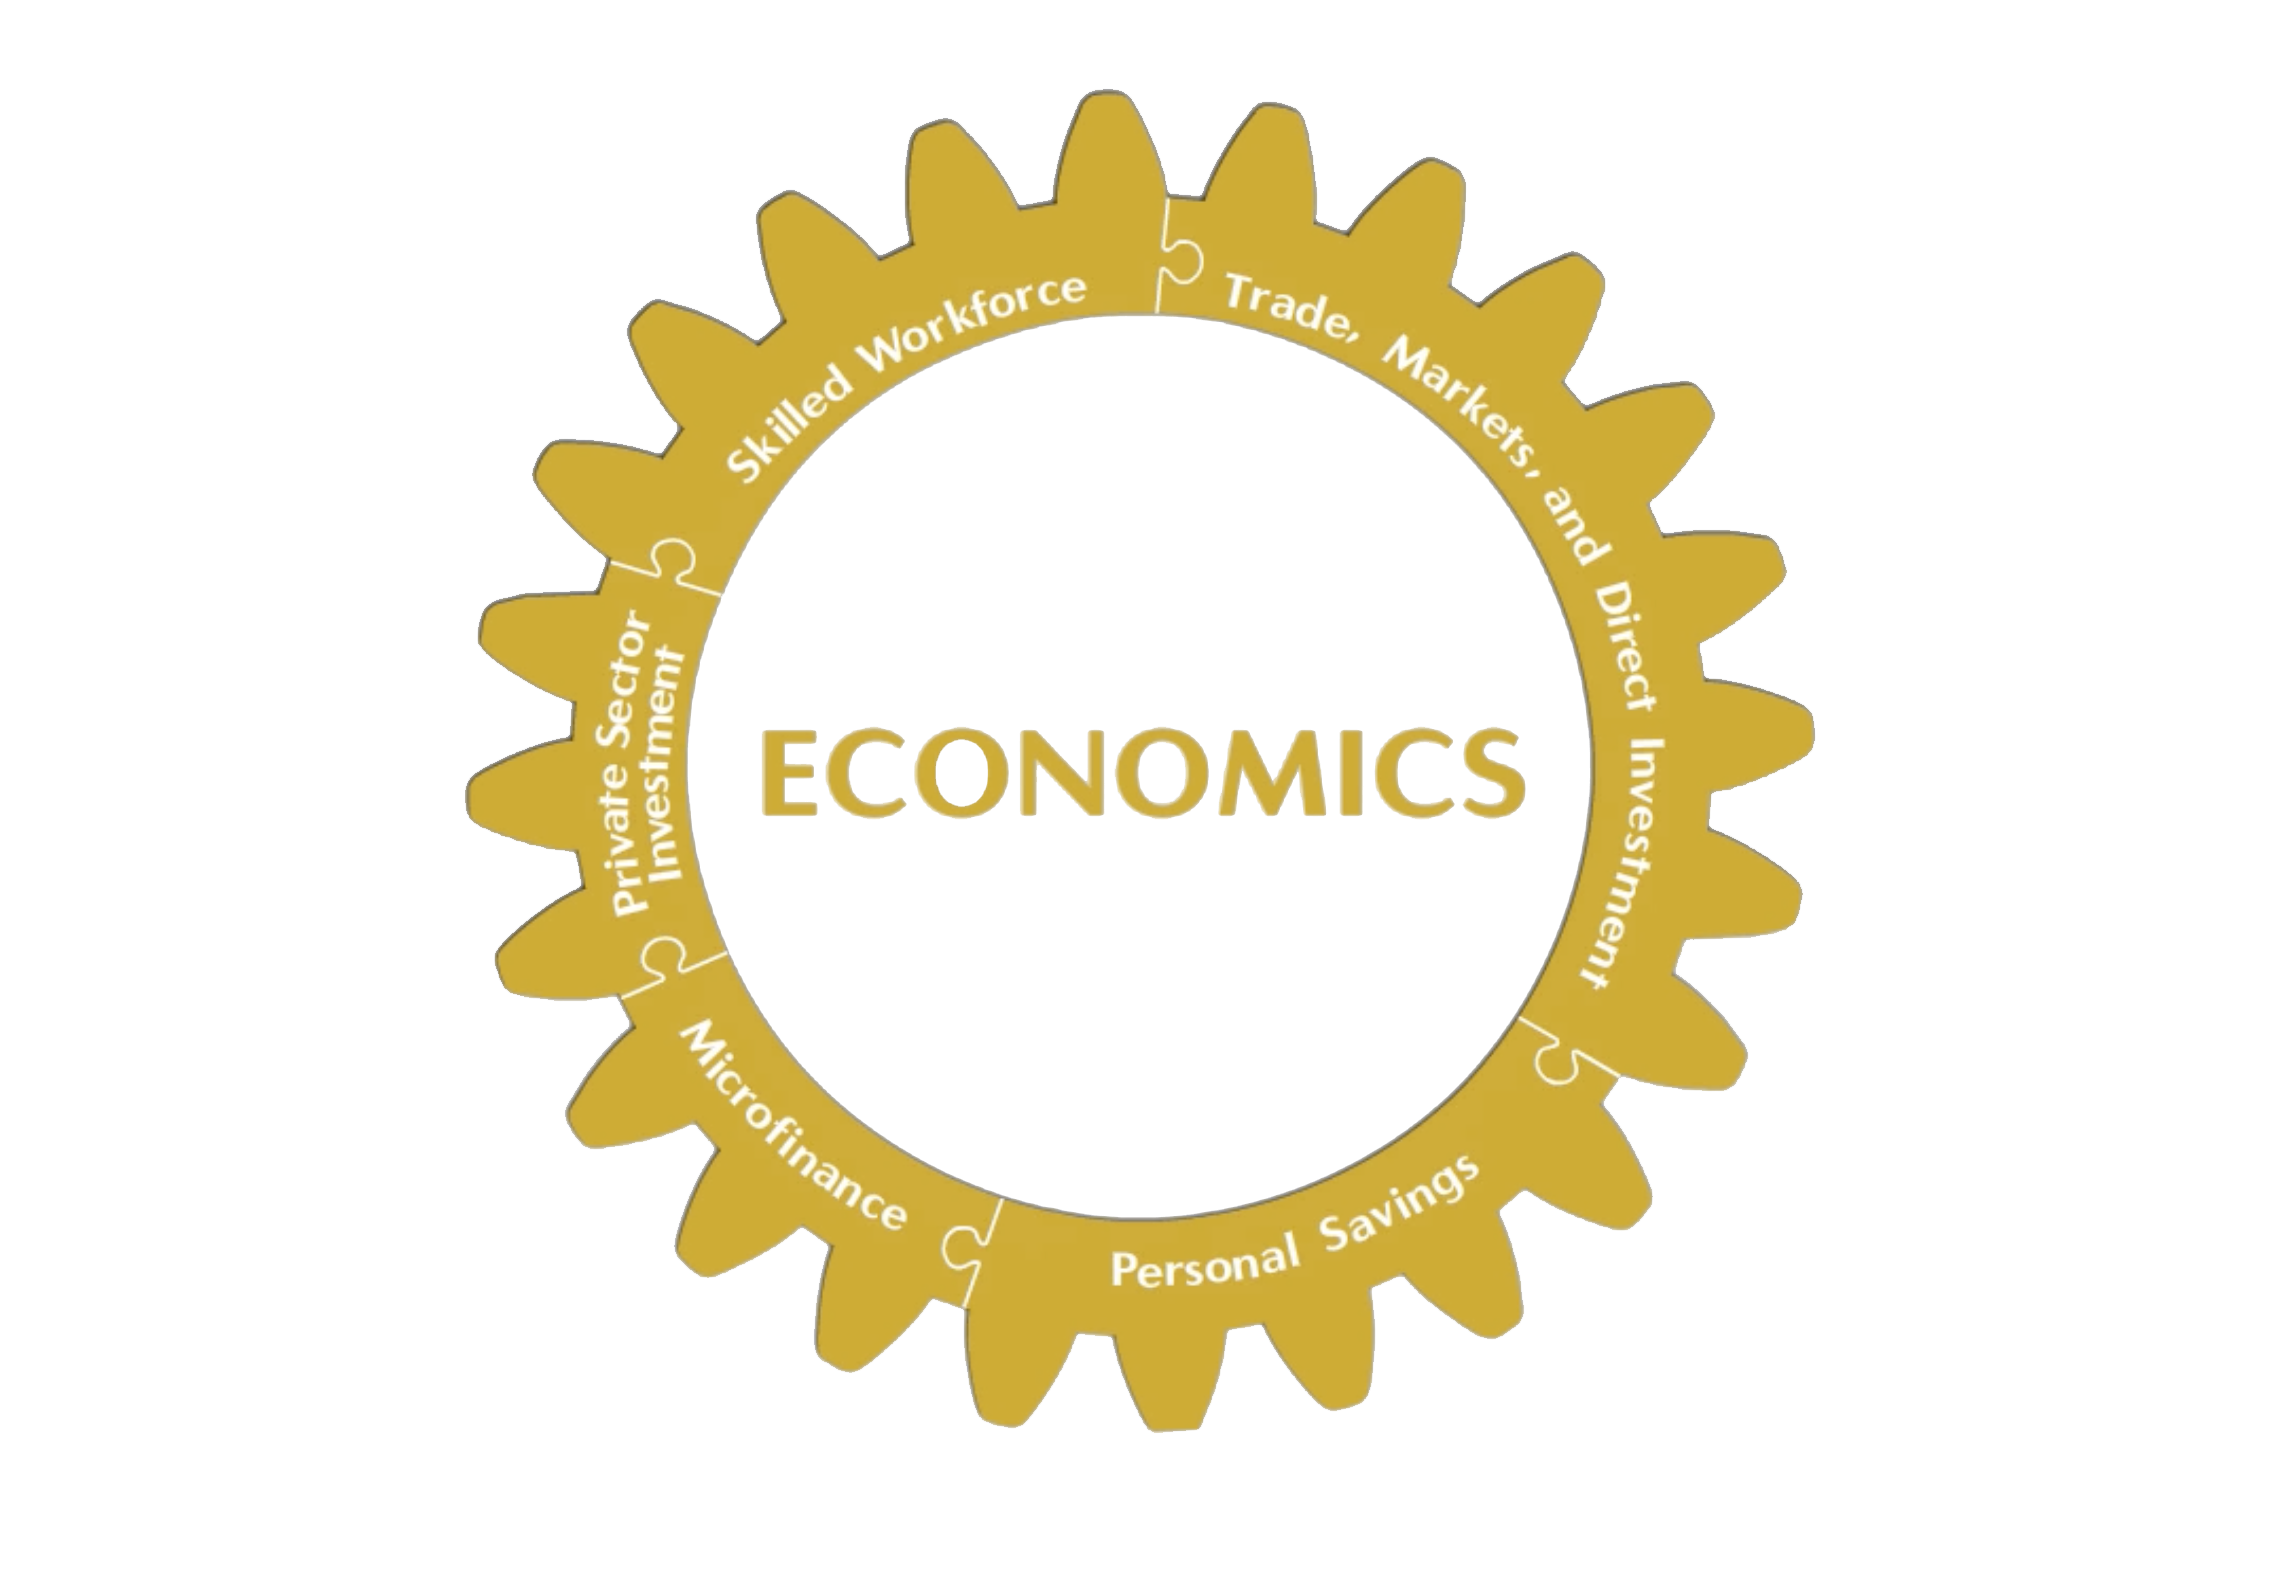 Skilled Workforce
Trade, Markets, and Direct Investment
Private Sector
Investment
ECONOMICS
Microfinance
Personal Savings